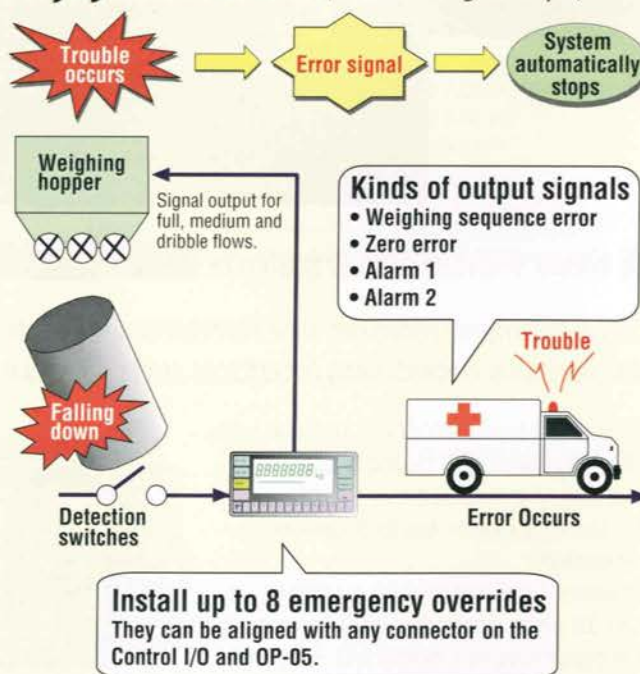 Trouble
occurs
Error signal
System
automatically
stops
Weighing
hopper
Signal output for
full, medium and
dribble flows.
Kinds of output signals
• Weighing sequence error
• Zero error
• Alarm 1
• Alarm 2
Trouble
Falling
down
8888888 kg
Detection
switches
Error Occurs
Install up to 8 emergency overrides
They can be aligned with any connector on the
Control I/O and OP-05.